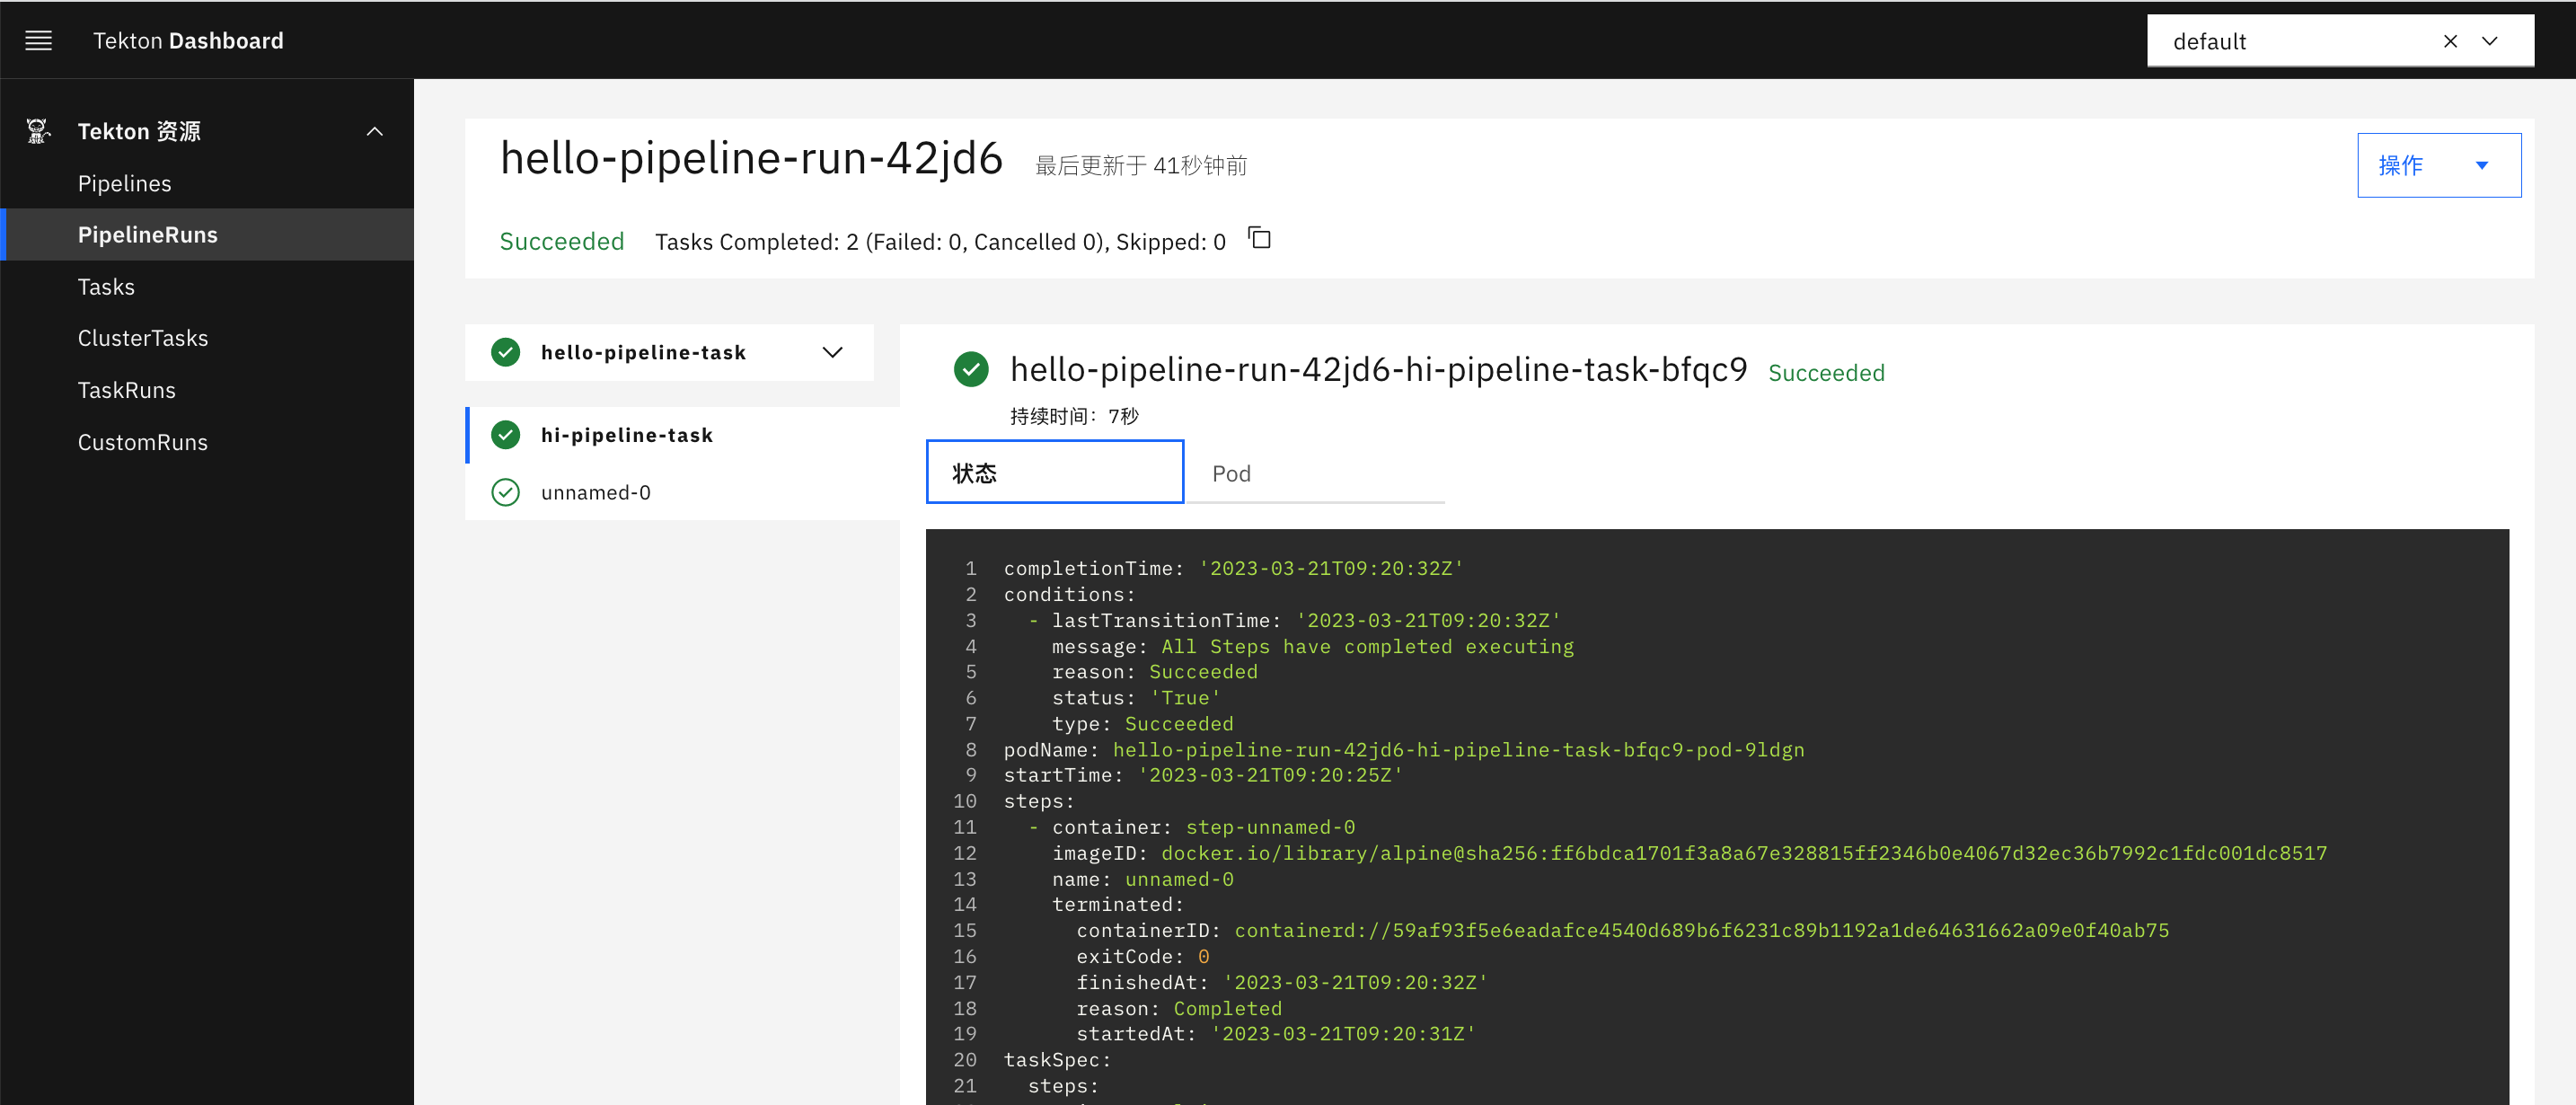 Tekton Dashboard
default
Tekton 资源
Pipelines
PipelineRuns
Tasks
ClusterTasks
TaskRuns
CustomRuns
hello-pipeline-run-42jd6 最后更新于 41秒钟前
操作
Succeeded Tasks Completed: 2 (Failed: 0, Cancelled 0), Skipped: 0
hello-pipeline-task
hi-pipeline-task
unnamed-0
hello-pipeline-run-42jd6-hi-pipeline-task-bfqc9 Succeeded
持续时间：7秒
状态 Pod
1 completionTime: '2023-03-21T09:20:32Z'
2 conditions:
3 - lastTransitionTime: '2023-03-21T09:20:32Z'
4 message: All Steps have completed executing
5 reason: Succeeded
6 status: 'True'
7 type: Succeeded
8 podName: hello-pipeline-run-42jd6-hi-pipeline-task-bfqc9-pod-9ldgn
9 startTime: '2023-03-21T09:20:25Z'
10 steps:
11 - container: step-unnamed-0
12 imageID: docker.io/library/alpine@sha256:ff6bdca1701f3a8a67e328815ff2346b0e4067d32ec36b7992c1fdc001dc8517
13 name: unnamed-0
14 terminated:
15 containerID: containerd://59af93f5e6eadafce4540d689b6f6231c89b1192a1de64631662a09e0f40ab75
16 exitCode: 0
17 finishedAt: '2023-03-21T09:20:32Z'
18 reason: Completed
19 startedAt: '2023-03-21T09:20:31Z'
20 taskSpec:
21 steps: